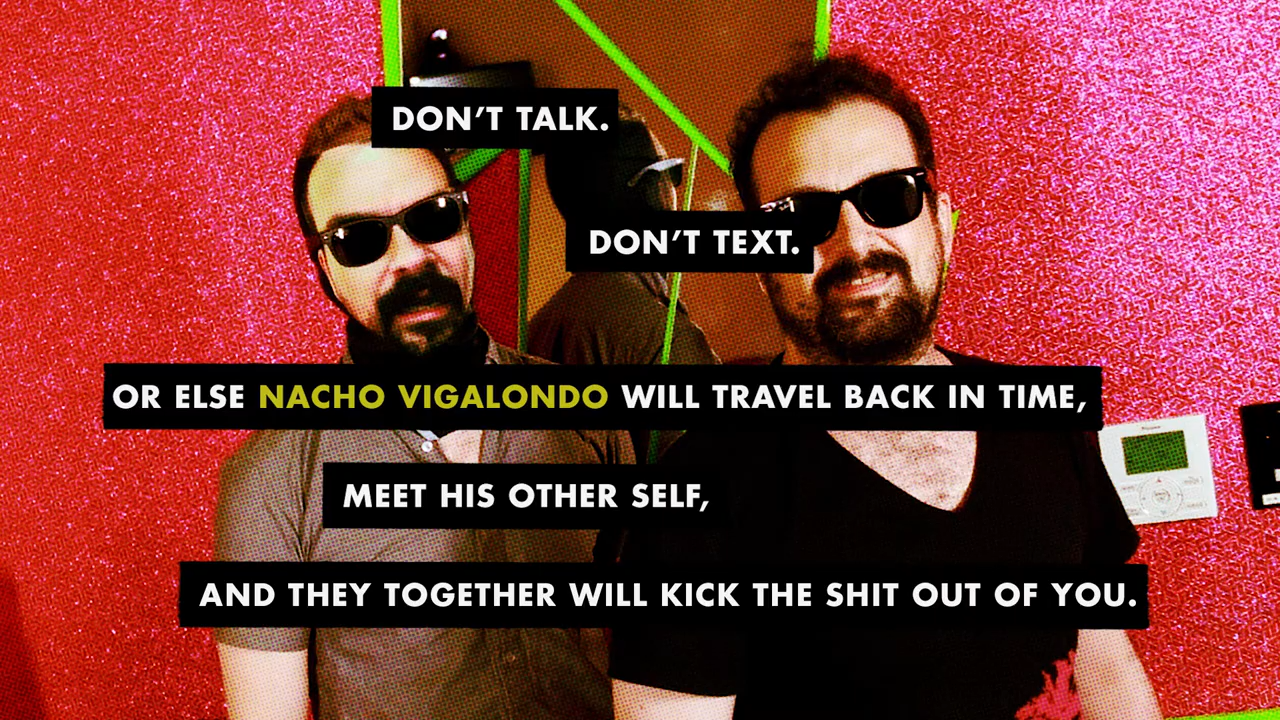 DON'T TALK.
DON'T TEXT.
OR ELSE NACHO VIGALONDO WILL TRAVEL BACK IN TIME,
MEET HIS OTHER SELF,
AND THEY TOGETHER WILL KICK THE SHIT OUT OF YOU.